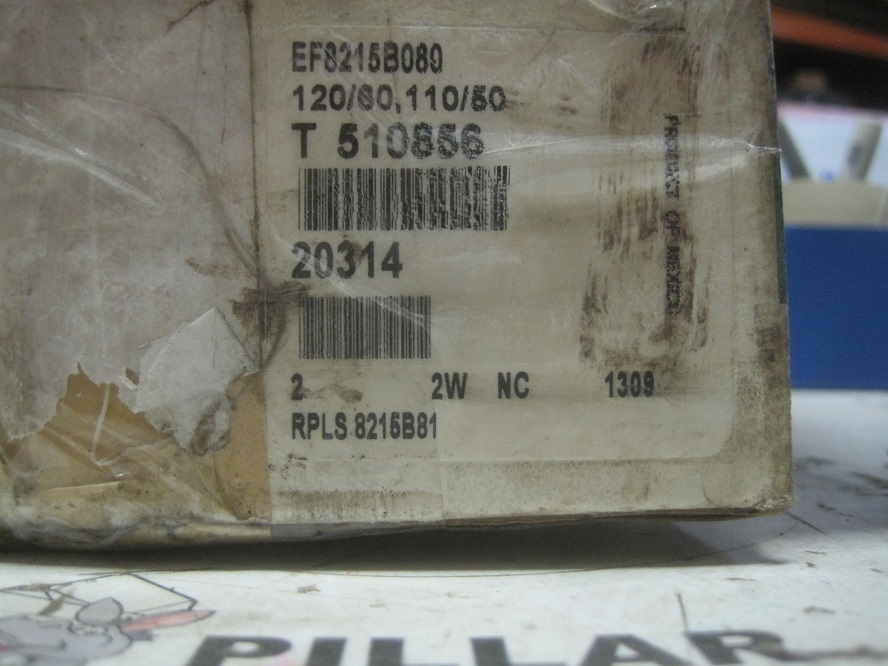 EF8215B080
120/60,110/50
T 510856
20314
2 2W NC 1309
RPLS 8215B81
PRODUCT OF MEXICO
PILLAR